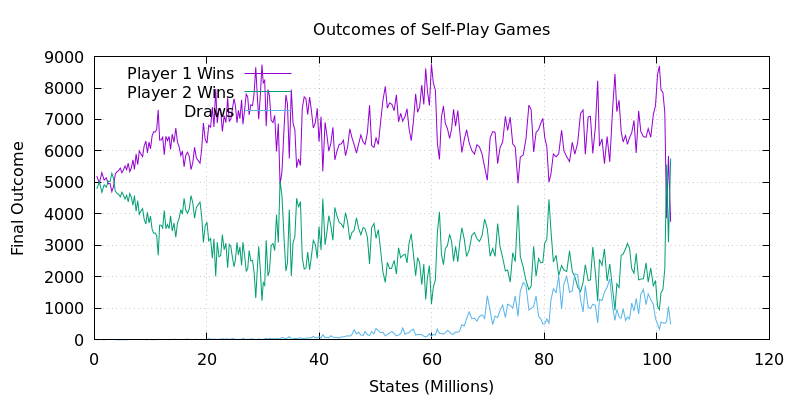 Outcomes of Self-Play Games
9000
8000
7000
6000
5000
4000
3000
2000
1000
0
Final Outcome
Player 1 Wins
Player 2 Wins
Draws
0 20 40 60 80 100 120
States (Millions)